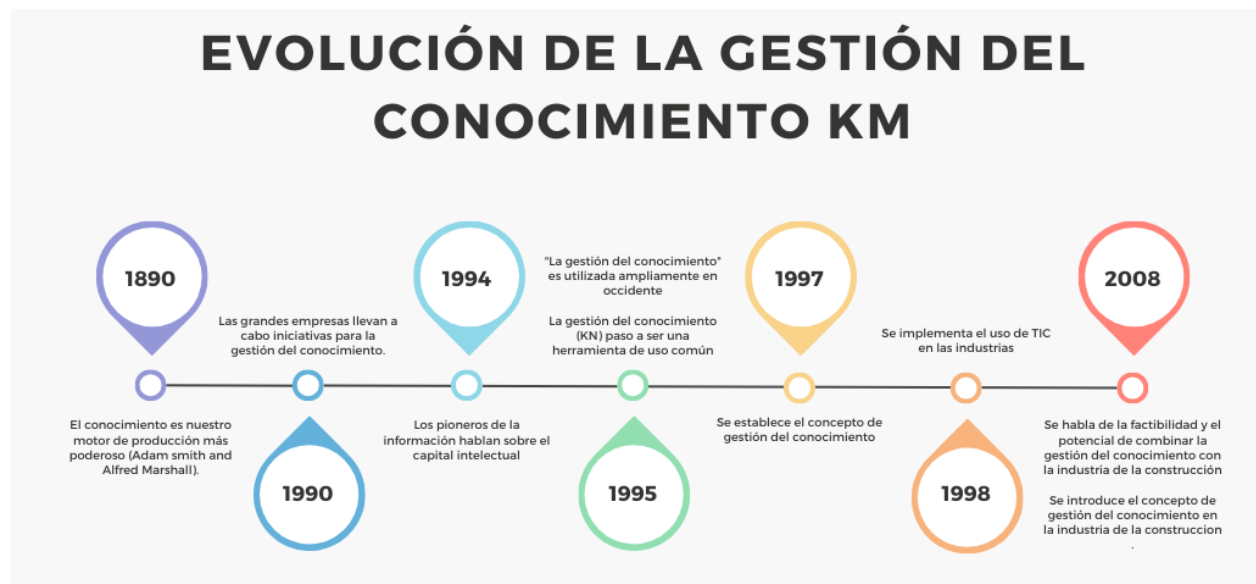 EVOLUCIÓN DE LA GESTIÓN DEL
CONOCIMIENTO KM
1890
El conocimiento es nuestro
motor de producción más
poderoso (Adam smith and
Alfred Marshall).
Las grandes empresas llevan a
cabo iniciativas para la
gestión del conocimiento.
1990
1994
Los pioneros de la
información hablan sobre el
capital intelectual
"La gestión del conocimiento"
es utilizada ampliamente en
occidente
La gestión del conocimiento
(KN) paso a ser una
herramienta de uso común
1995
1997
Se establece el concepto de
gestión del conocimiento
Se implementa el uso de TIC
en las industrias
1998
2008
Se habla de la factibilidad y el
potencial de combinar la
gestión del conocimiento con
la industria de la construcción
Se introduce el concepto de
gestión del conocimiento en
la industria de la construccion
.